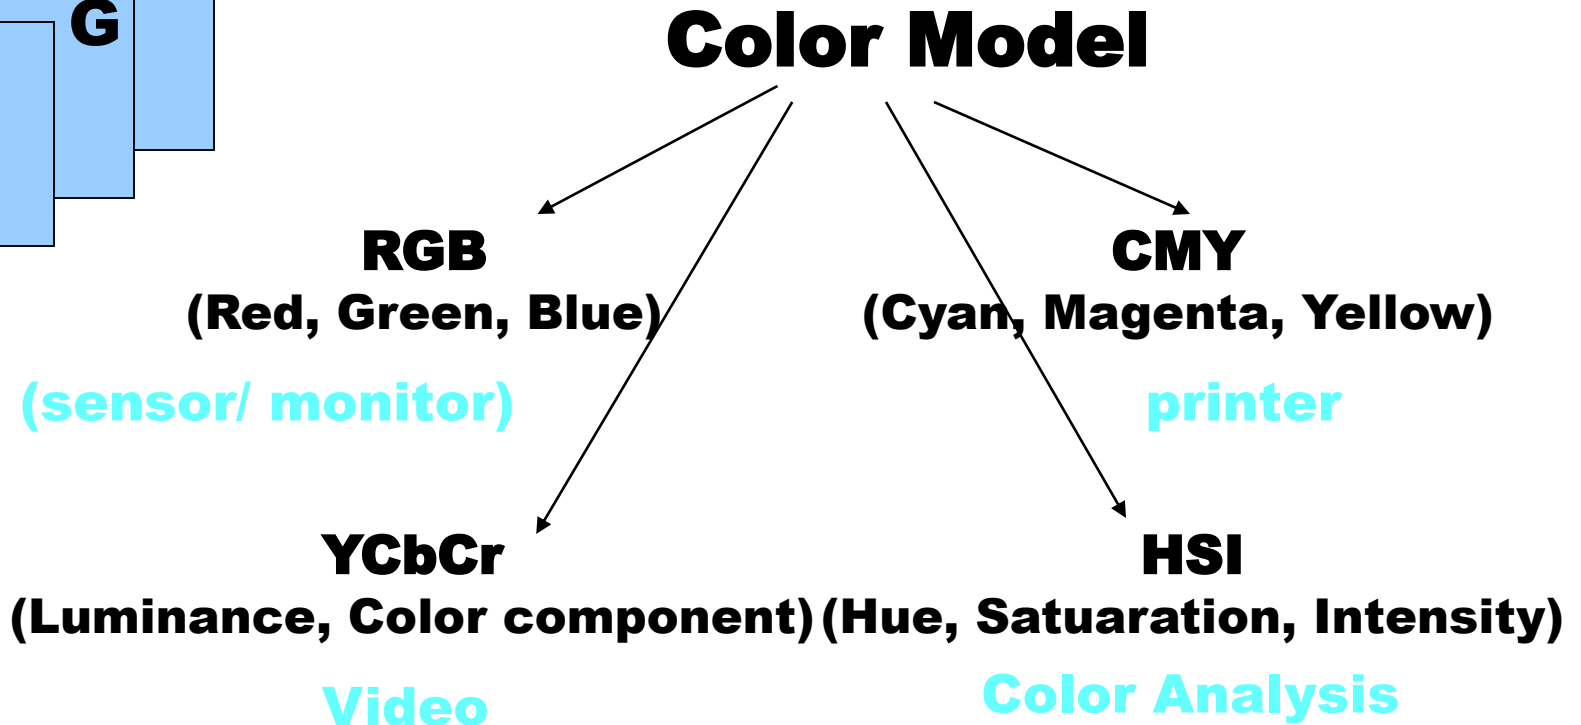 G
Color Model
RGB
(Red, Green, Blue)
(sensor/ monitor)
CMY
(Cyan, Magenta, Yellow)
printer
YCbCr
(Luminance, Color component)
Video
HSI
(Hue, Satuaration, Intensity)
Color Analysis